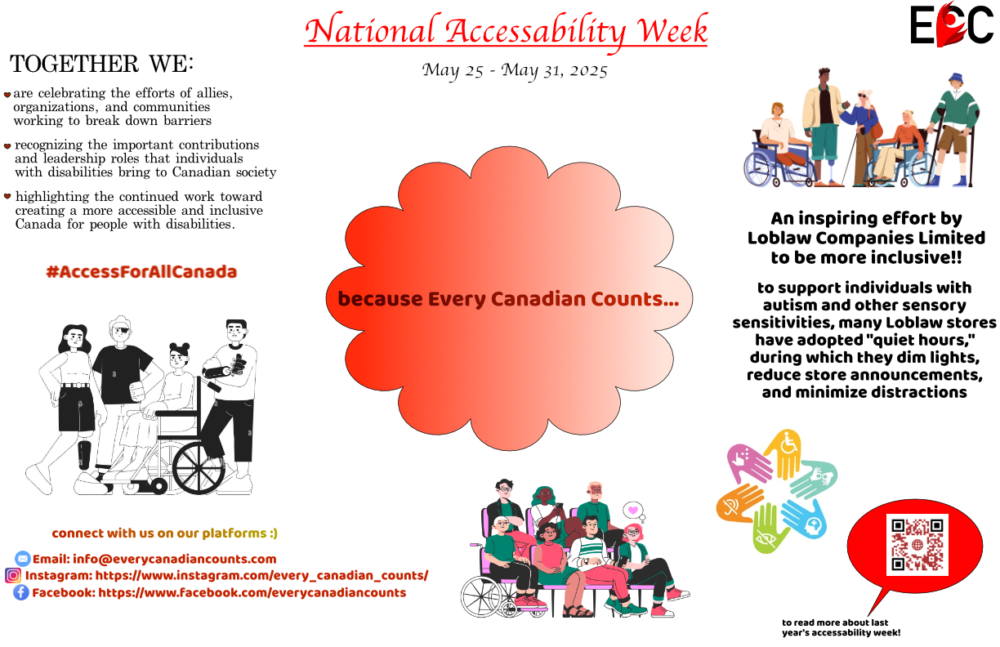 National Accessability Week
May 25 - May 31, 2025
ECC
TOGETHER WE:
are celebrating the efforts of allies,
organizations, and communities
working to break down barriers
recognizing the important contributions
and leadership roles that individuals
with disabilities bring to Canadian society
highlighting the continued work toward
creating a more accessible and inclusive
Canada for people with disabilities.
#AccessForAllCanada
connect with us on our platforms :)
Email: info@everycanadiancounts.com
Instagram: https://www.instagram.com/every_canadian_counts/
Facebook: https://www.facebook.com/everycanadiancounts
because Every Canadian Counts...
An inspiring effort by
Loblaw Companies Limited
to be more inclusive!!
to support individuals with
autism and other sensory
sensitivities, many Loblaw stores
have adopted "quiet hours,"
during which they dim lights,
reduce store announcements,
and minimize distractions
to read more about last
year's accessability week!